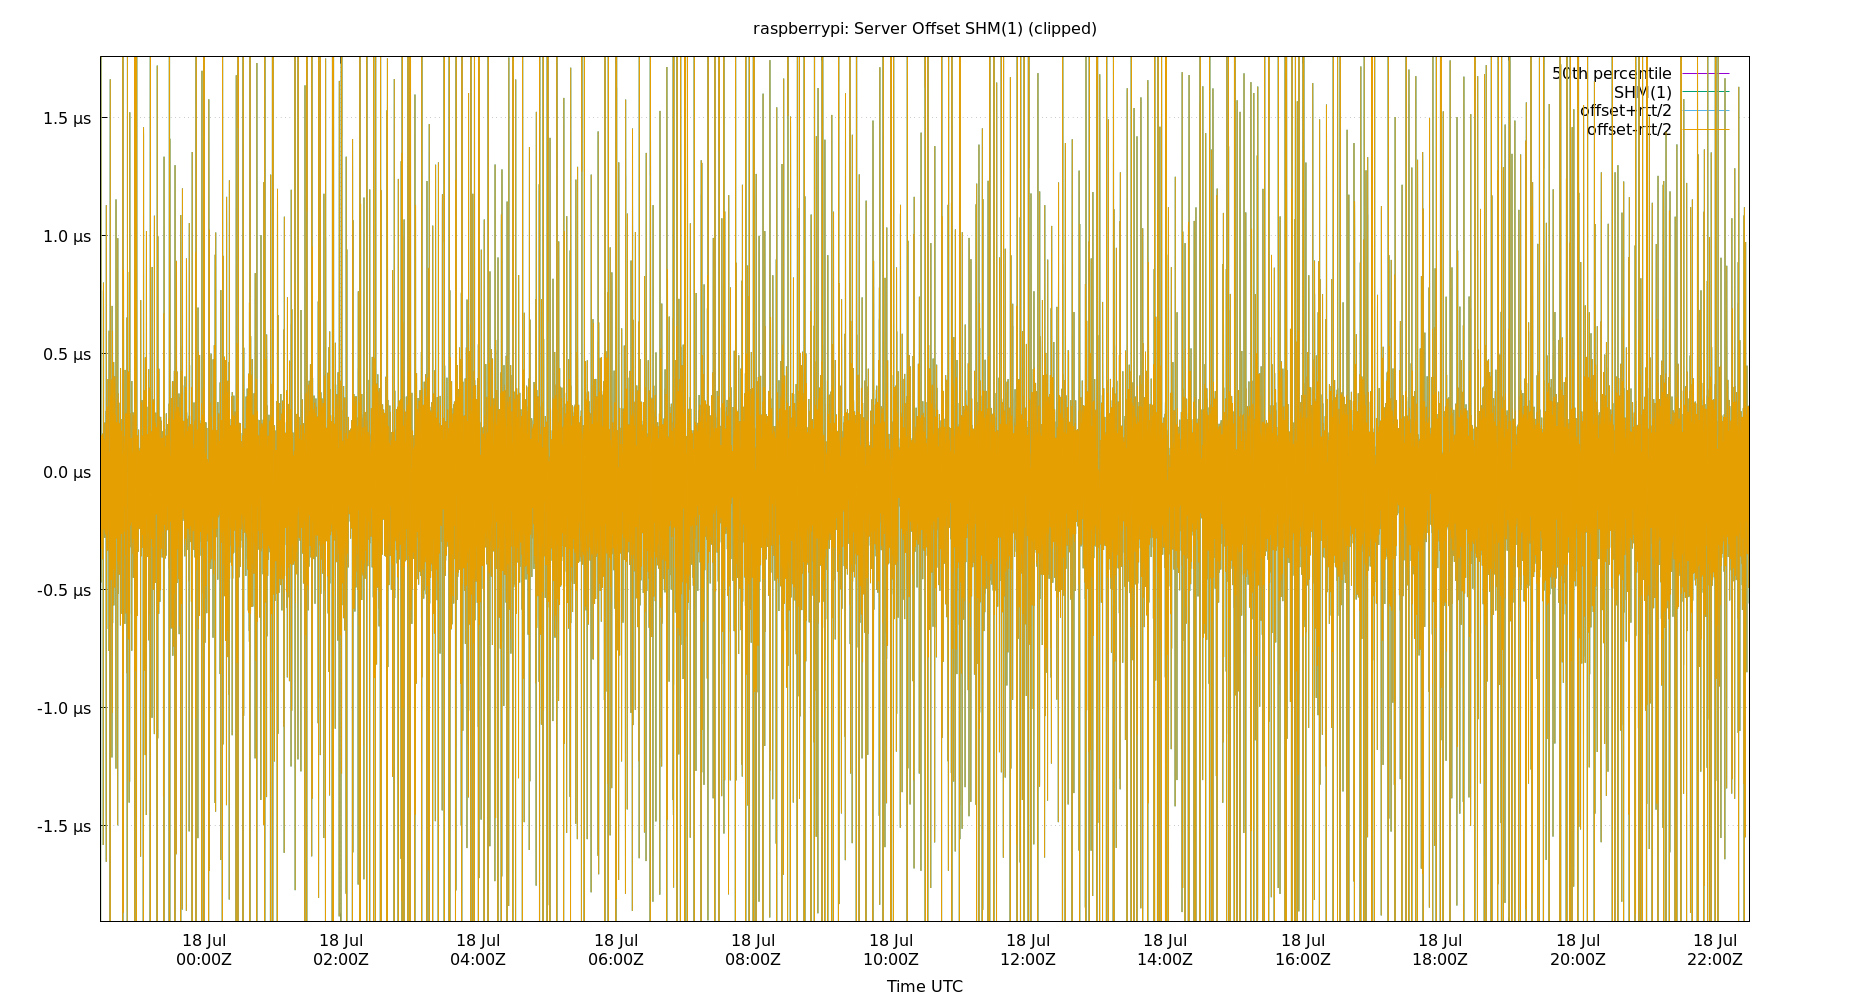 raspberrypi: Server Offset SHM(1) (clipped)
50th percentile
SHM(1)
offset+rtt/2
offset-rtt/2
1.5 µs
1.0 µs
0.5 µs
0.0 µs
-0.5 µs
-1.0 µs
-1.5 µs
18 Jul 18 Jul 18 Jul 18 Jul 18 Jul 18 Jul 18 Jul 18 Jul 18 Jul 18 Jul 18 Jul 18 Jul
00:00Z 02:00Z 04:00Z 06:00Z 08:00Z 10:00Z 12:00Z 14:00Z 16:00Z 18:00Z 20:00Z 22:00Z
Time UTC